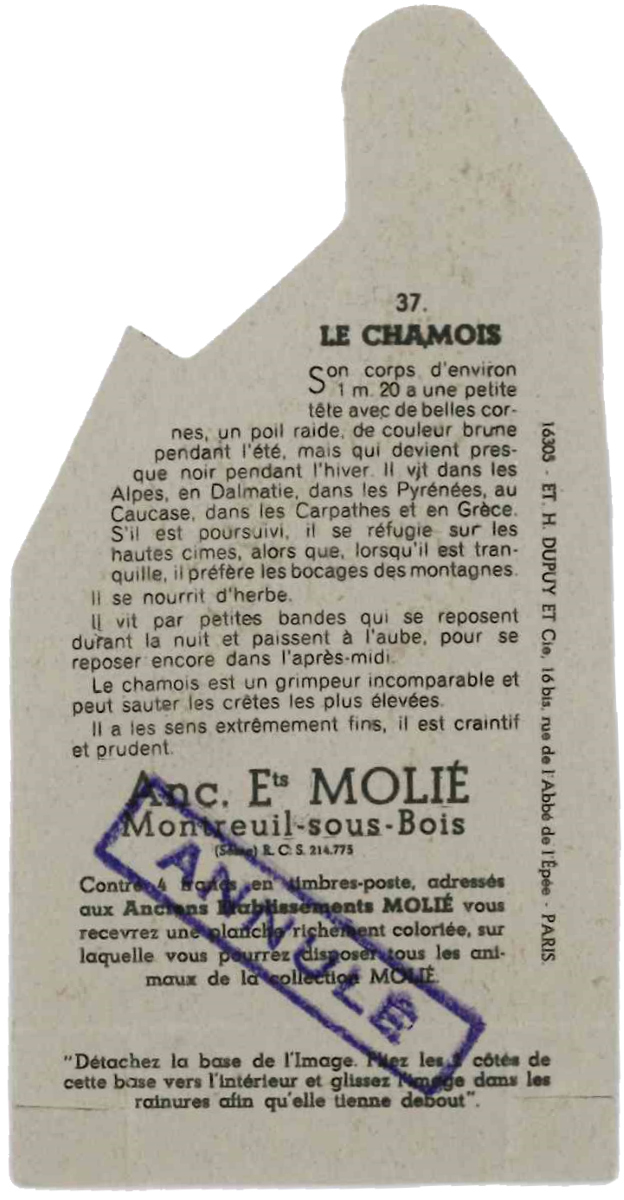 37.
LE CHAMOIS
Son corps d'environ
1 m. 20 a une petite
tête avec de belles cor-
nes, un poil raide, de couleur brune
pendant l'été, mais qui devient pres-
que noir pendant l'hiver. Il vit dans les
Alpes, en Dalmatie, dans les Pyrénées, au
Caucase, dans les Carpathes et en Grèce.
S'il est poursuivi, il se réfugie sur les
hautes cimes, alors que, lorsqu'il est tran-
quille, il préfère les bocages des montagnes.
Il se nourrit d'herbe.
Il vit par petites bandes qui se reposent
durant la nuit et paissent à l'aube, pour se
reposer encore dans l'après-midi.
Le chamois est un grimpeur incomparable et
peut sauter les crêtes les plus élevées.
Il a les sens extrêmement fins, il est craintif
et prudent.
Anc. Ets MOLIÉ
Montreuil-sous-Bois
(Seine) R. C. S. 214.775
Contre 4 francs en timbres-poste, adressés
aux Anciens Établissements MOLIÉ vous
recevrez une planche richement coloriée, sur
laquelle vous pourrez disposer tous les ani-
maux de la collection MOLIÉ.
ANNULÉ
"Détachez la base de l'Image. Pliez les 2 côtés de
cette base vers l'intérieur et glissez l'image dans les
rainures afin qu'elle tienne debout".
16305 - ET. H. DUPUY ET Cie, 16 bis, rue de l'Abbé de l'Épée - PARIS.